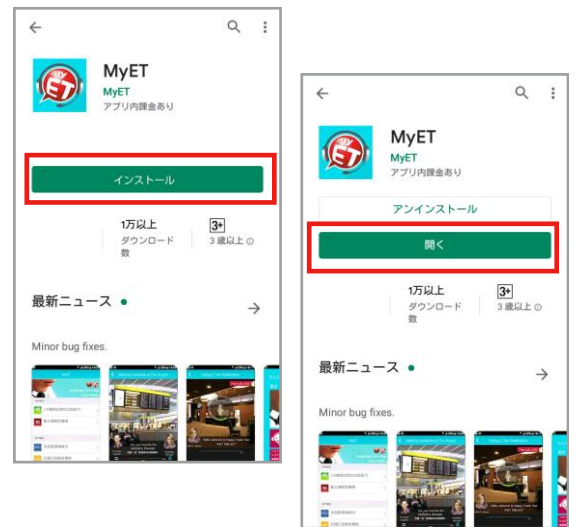 MY
ET
MyET
MyET
アプリ内課金あり
インストール
1万以上
ダウンロード
数
3+
3 歳以上
最新ニュース
Minor bug fixes.
MY
ET
MyET
MyET
アプリ内課金あり
アンインストール
開く
1万以上
ダウンロード
数
3+
3 歳以上
最新ニュース
Minor bug fixes.